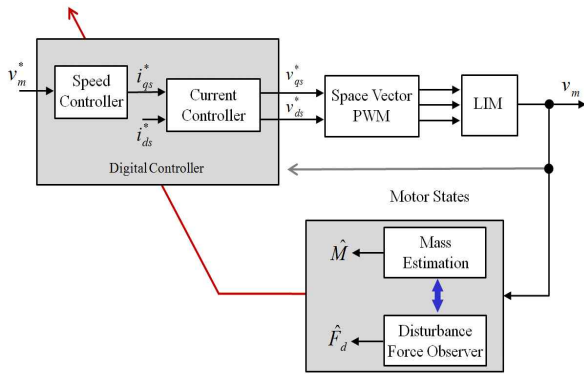 v*m
Speed
Controller
i*qs
i*ds
Current
Controller
v*qs
v*ds
Space Vector
PWM
LIM
vm
Digital Controller
Motor States
M̂
Mass
Estimation
F̂d
Disturbance
Force Observer